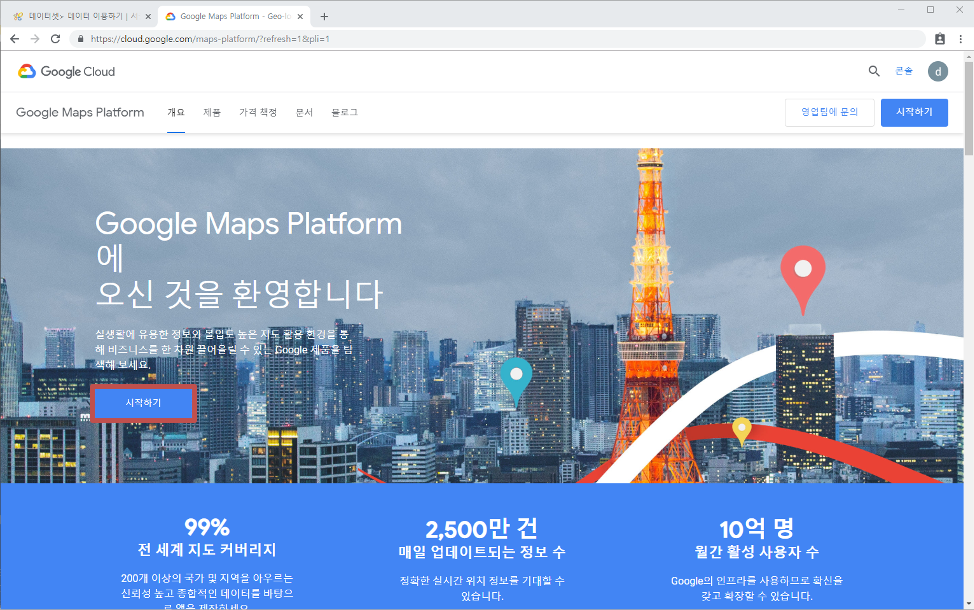 데이터셋> 데이터 이용하기 | 서
Google Maps Platform - Geo-lo
https://cloud.google.com/maps-platform/?refresh=1&pli=1
Google Cloud
콘솔
d
Google Maps Platform
개요
제품
가격 책정
문서
블로그
영업팀에 문의
시작하기
Google Maps Platform
에
오신 것을 환영합니다
실생활에 유용한 정보와 몰입도 높은 지도 활용 환경을 통
해 비즈니스를 한 차원 끌어올릴 수 있는 Google 제품을 탐
색해 보세요.
시작하기
99%
전 세계 지도 커버리지
200개 이상의 국가 및 지역을 아우르는
신뢰성 높고 종합적인 데이터를 바탕으
로 앱을 제작하세요
2,500만 건
매일 업데이트되는 정보 수
정확한 실시간 위치 정보를 기대할 수
있습니다.
10억 명
월간 활성 사용자 수
Google의 인프라를 사용하므로 확신을
갖고 확장할 수 있습니다.